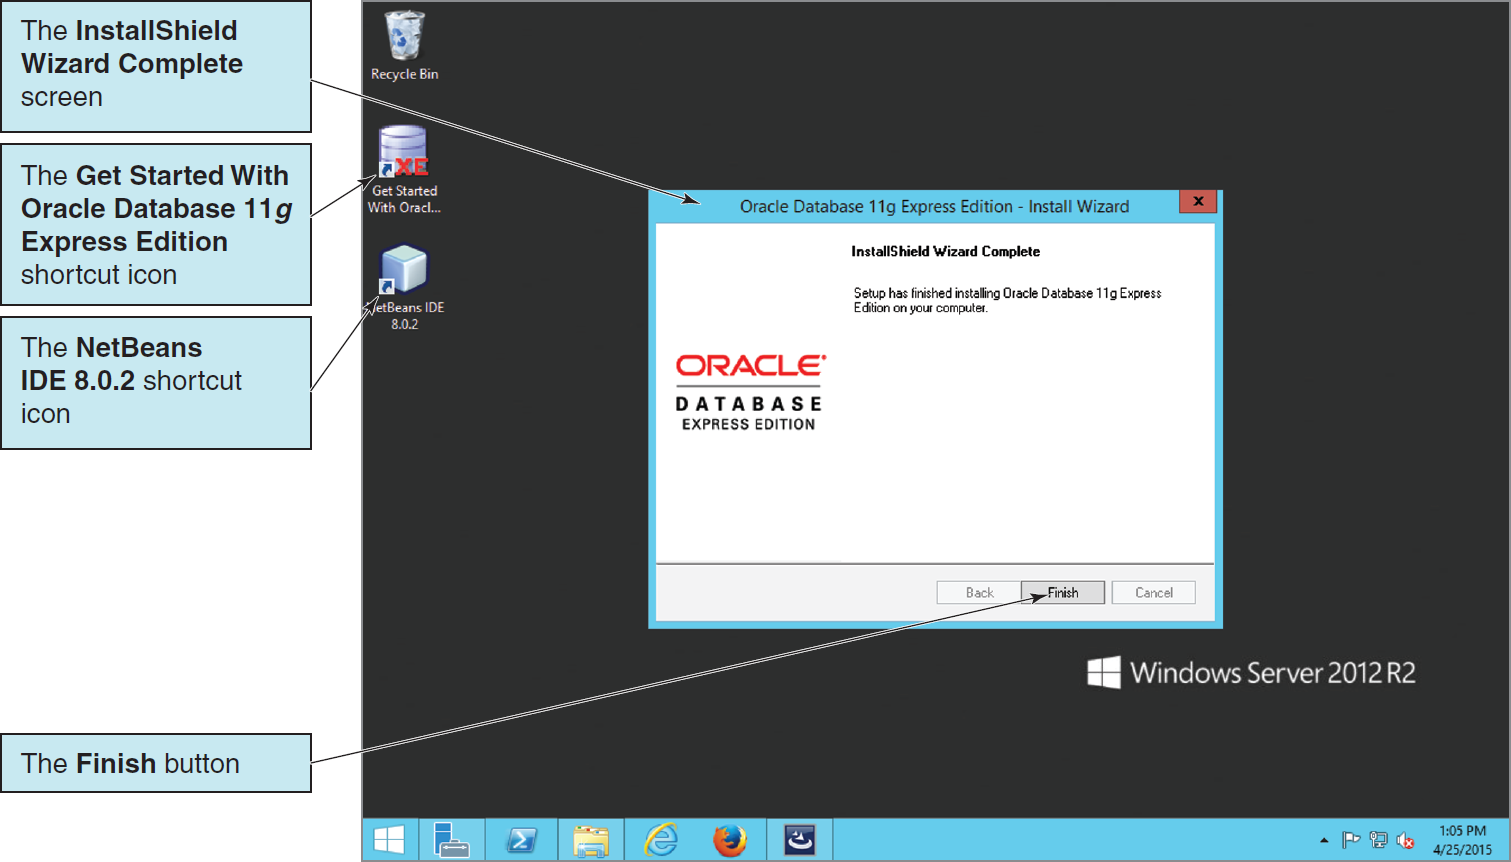 The InstallShield
Wizard Complete
screen
The Get Started With
Oracle Database 11g
Express Edition
shortcut icon
The NetBeans
IDE 8.0.2 shortcut
icon
The Finish button
Recycle Bin
XE
Get Started
With Oracl...
NetBeans IDE
8.0.2
Oracle Database 11g Express Edition - Install Wizard
x
InstallShield Wizard Complete
Setup has finished installing Oracle Database 11g Express
Edition on your computer.
ORACLE
DATABASE
EXPRESS EDITION
Back
Finish
Cancel
Windows Server 2012 R2
1:05 PM
4/25/2015